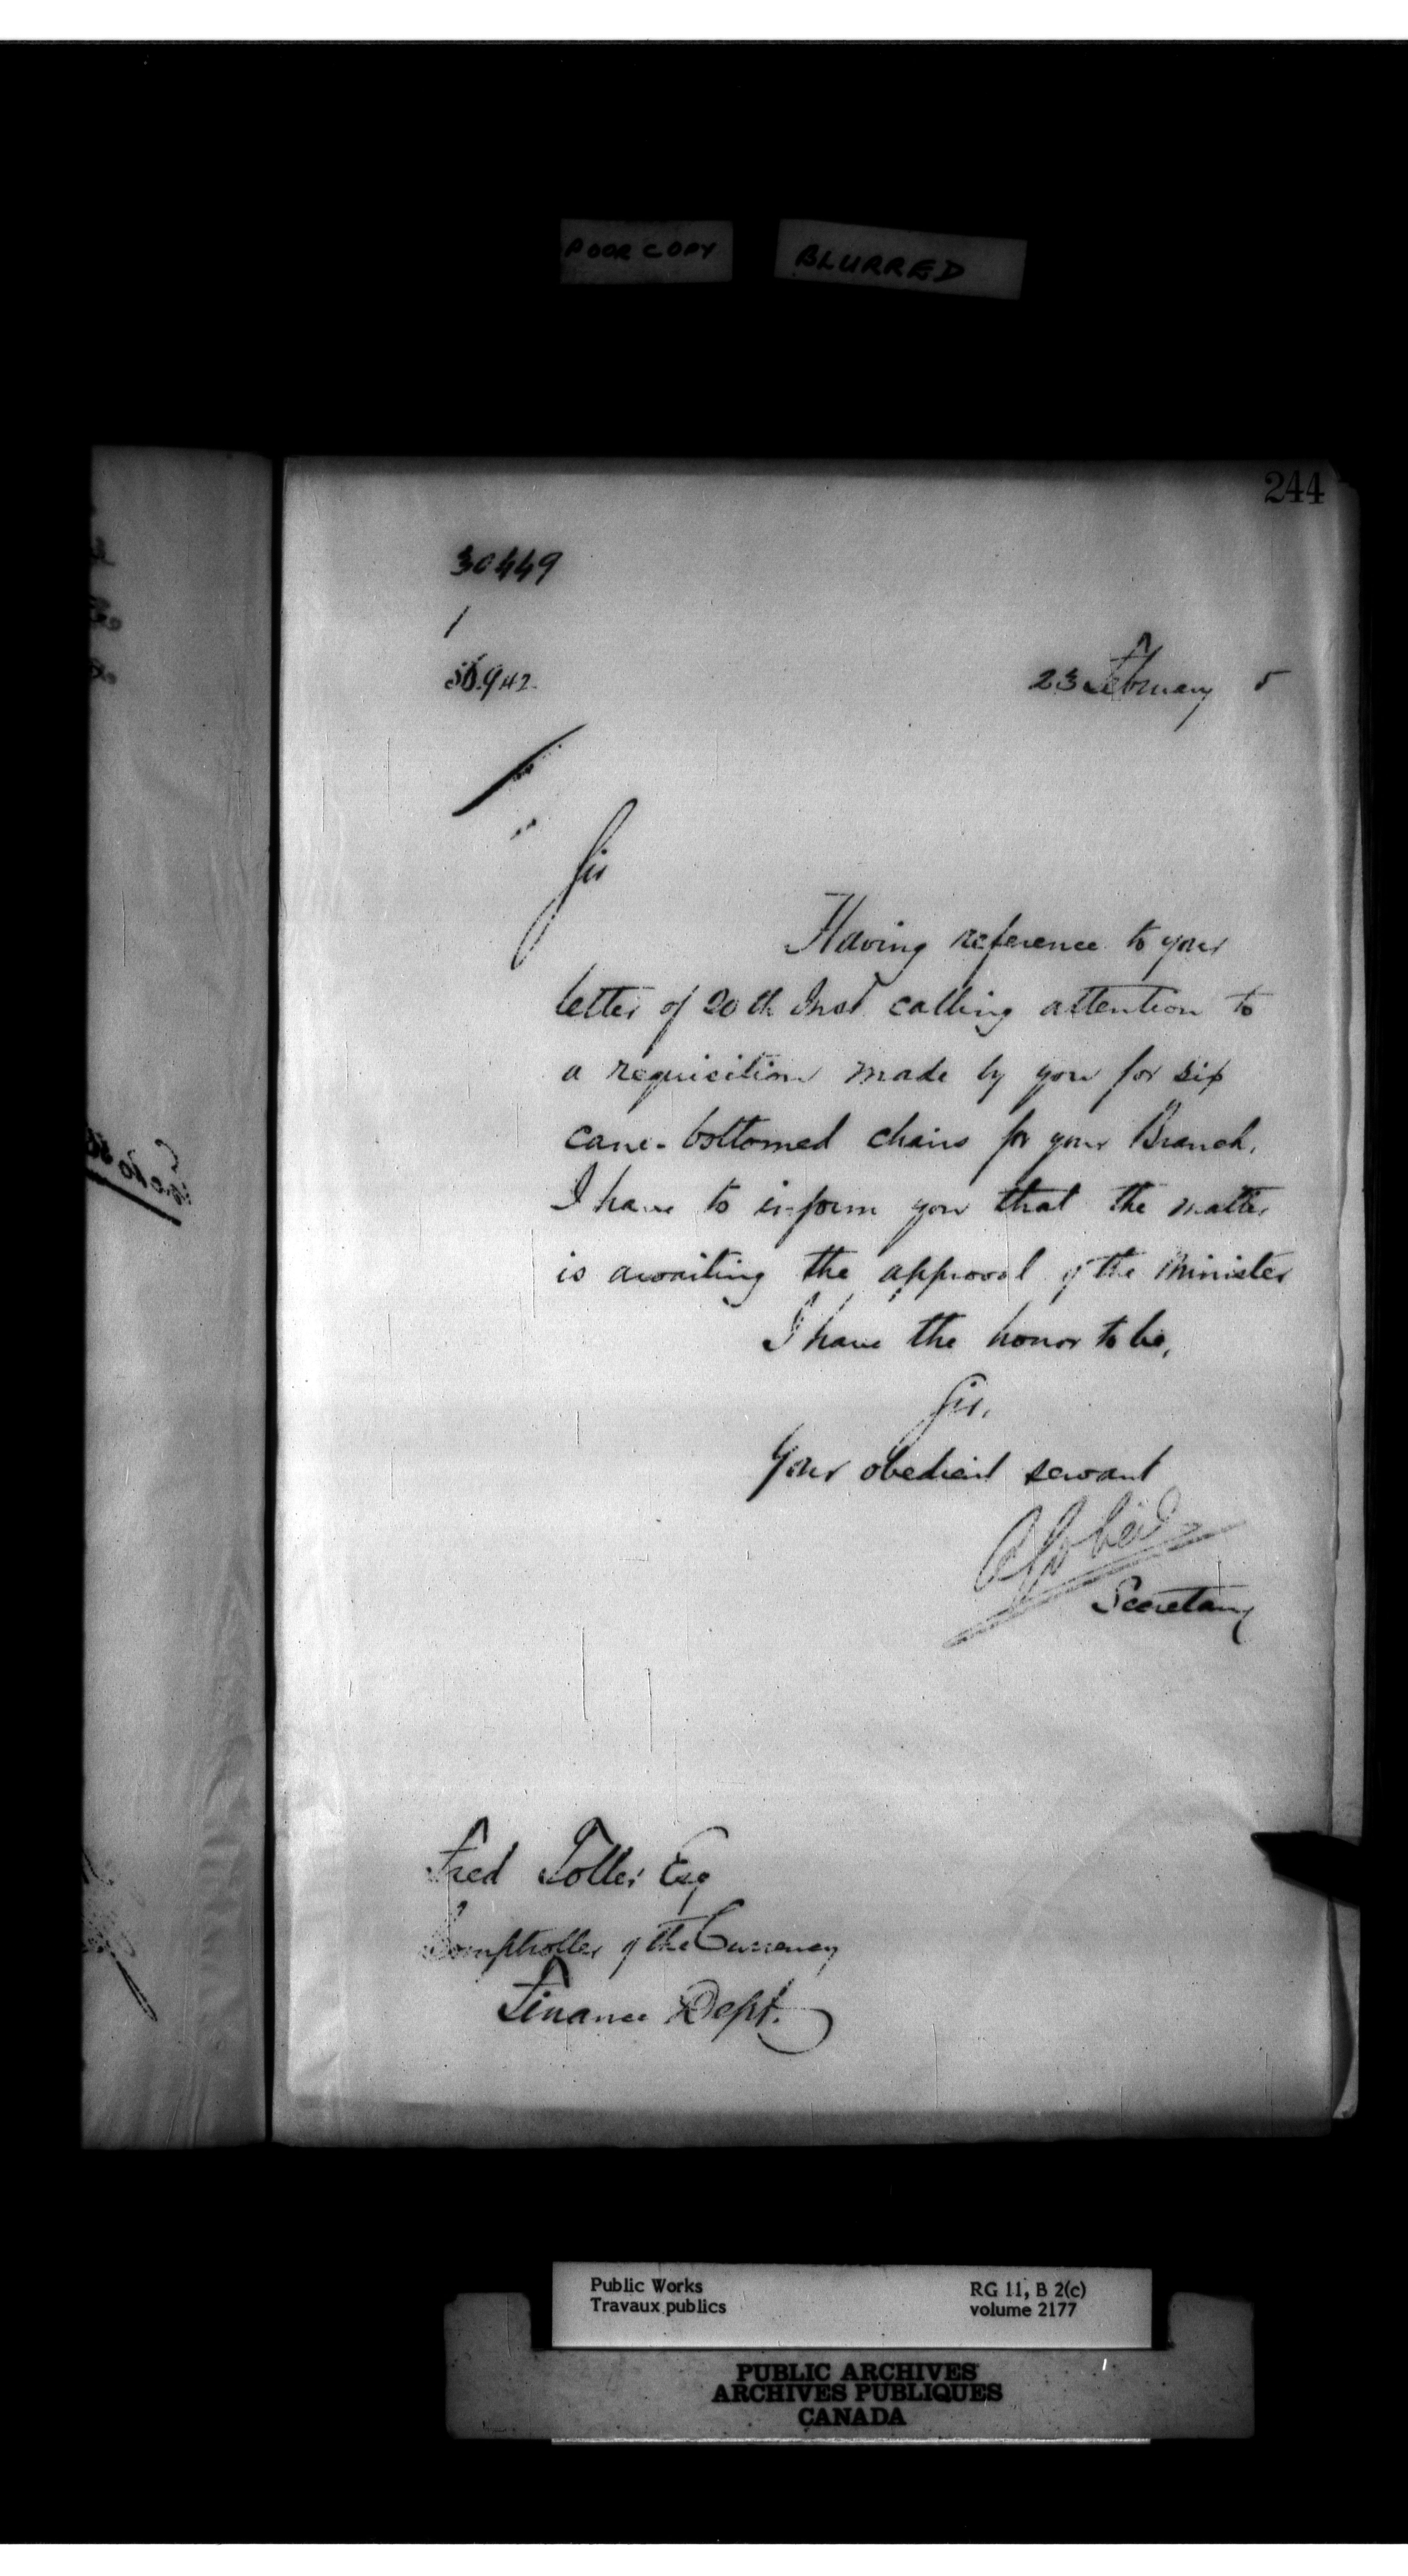 POOR COPY BLURRED
244
30449
1
23 February 5
Sir
Having reference to your
letter of 20th Inst calling attention to
a requisition made by you for six
cane-bottomed chairs for your Branch,
I have to inform you that the matter
is awaiting the approval of the Minister
I have the honor to be,
Sir,
Your obedient servant
Secretary
Fred Toller Esq
Comptroller of the Currency
Finance Dept.
Public Works
Travaux publics
RG 11, B 2(c)
volume 2177
PUBLIC ARCHIVES
ARCHIVES PUBLIQUES
CANADA